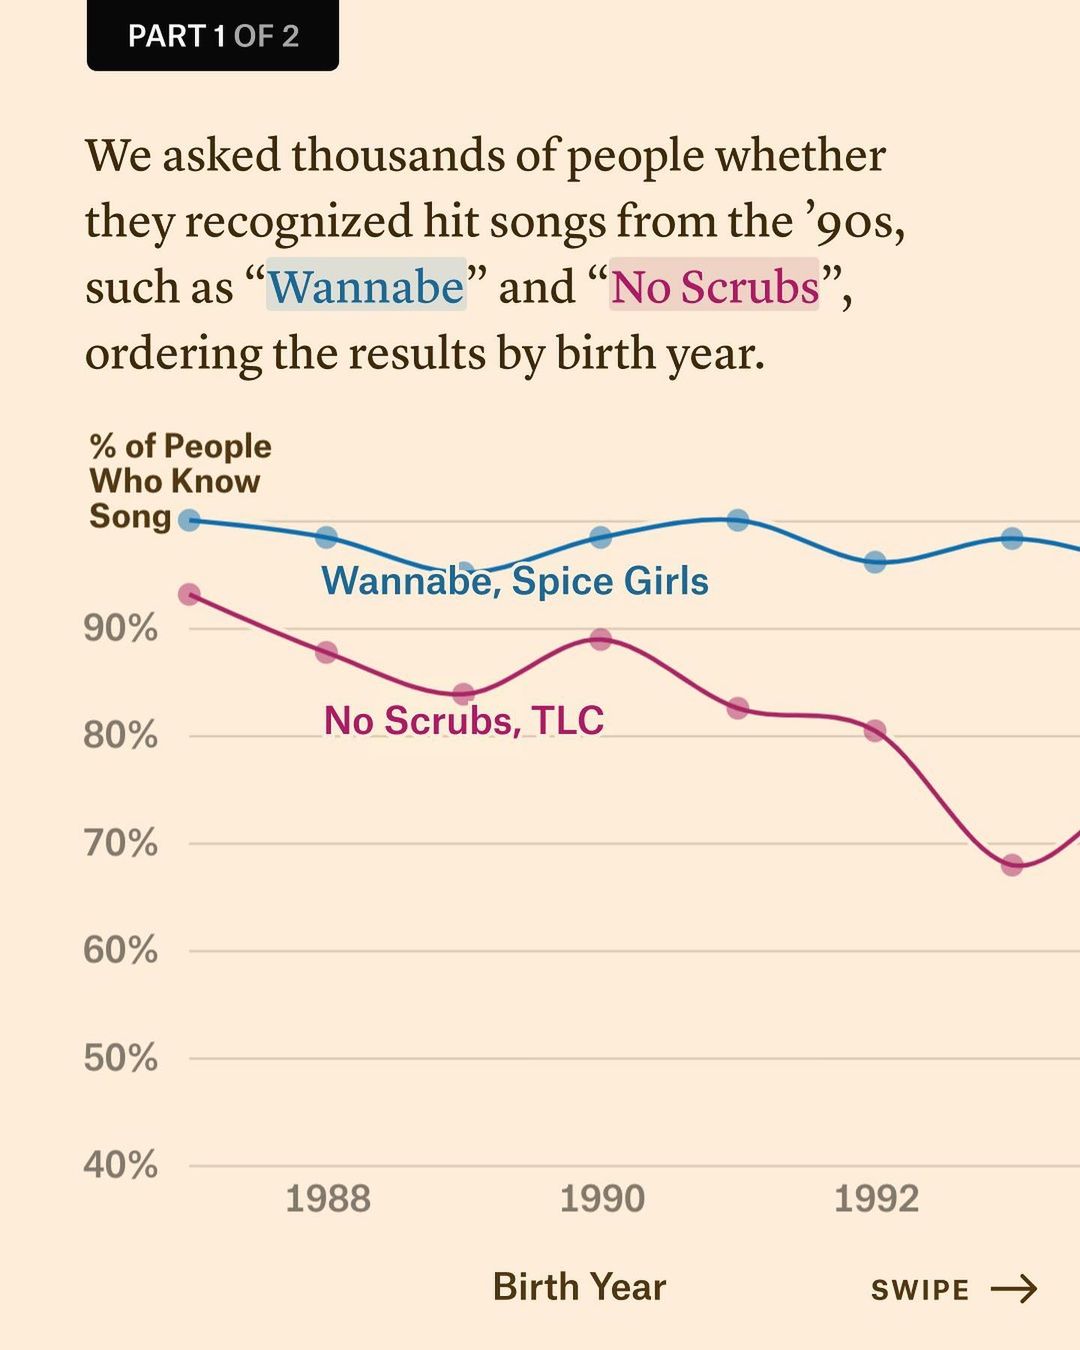 PART 1 OF 2
We asked thousands of people whether
they recognized hit songs from the ’90s,
such as “Wannabe” and “No Scrubs”,
ordering the results by birth year.
% of People
Who Know
Song
Wannabe, Spice Girls
90%
No Scrubs, TLC
80%
70%
60%
50%
40%
1988 1990 1992
Birth Year
SWIPE →